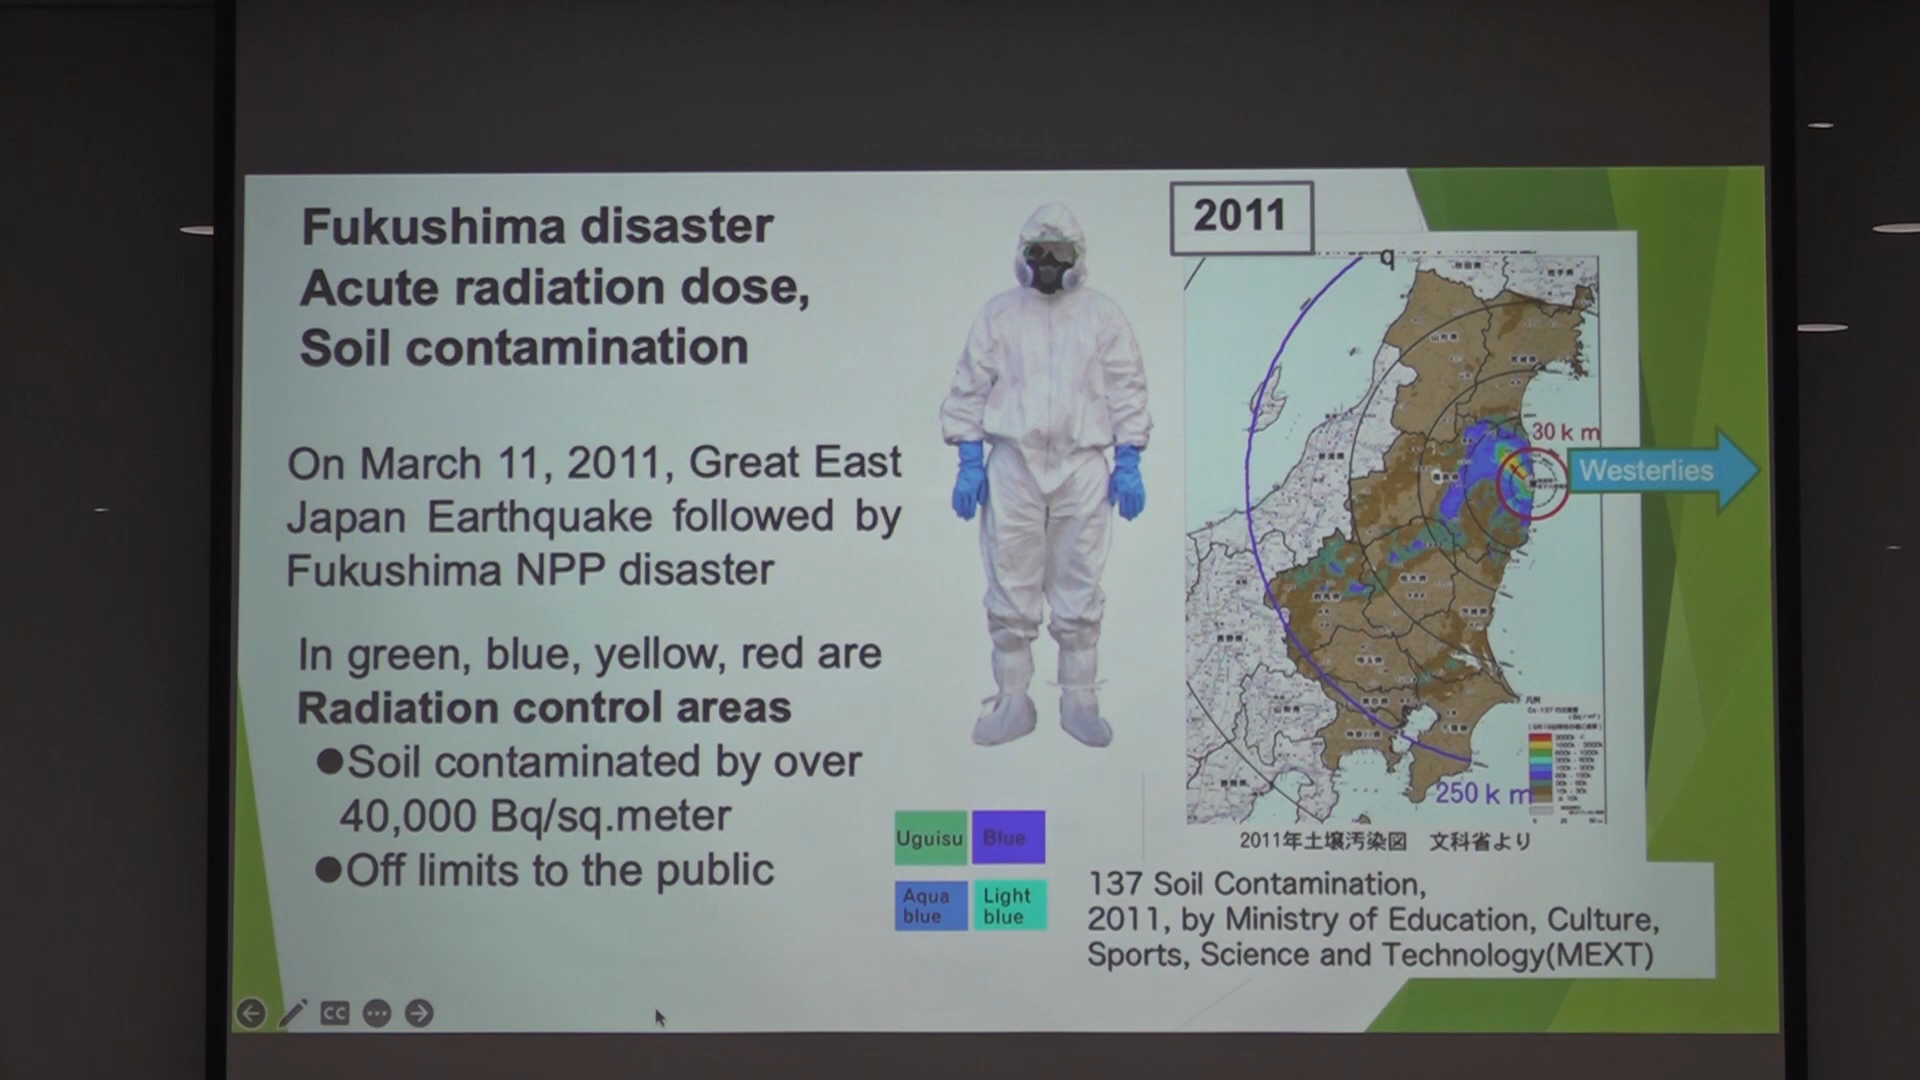 Fukushima disaster
Acute radiation dose,
Soil contamination
On March 11, 2011, Great East
Japan Earthquake followed by
Fukushima NPP disaster
In green, blue, yellow, red are
Radiation control areas
●Soil contaminated by over
40,000 Bq/sq.meter
●Off limits to the public
Uguisu
Blue
Aqua
blue
Light
blue
2011
q
30 k m
Westerlies
250 k m
2011年土壌汚染図 文科省より
137 Soil Contamination,
2011, by Ministry of Education, Culture,
Sports, Science and Technology(MEXT)
CC